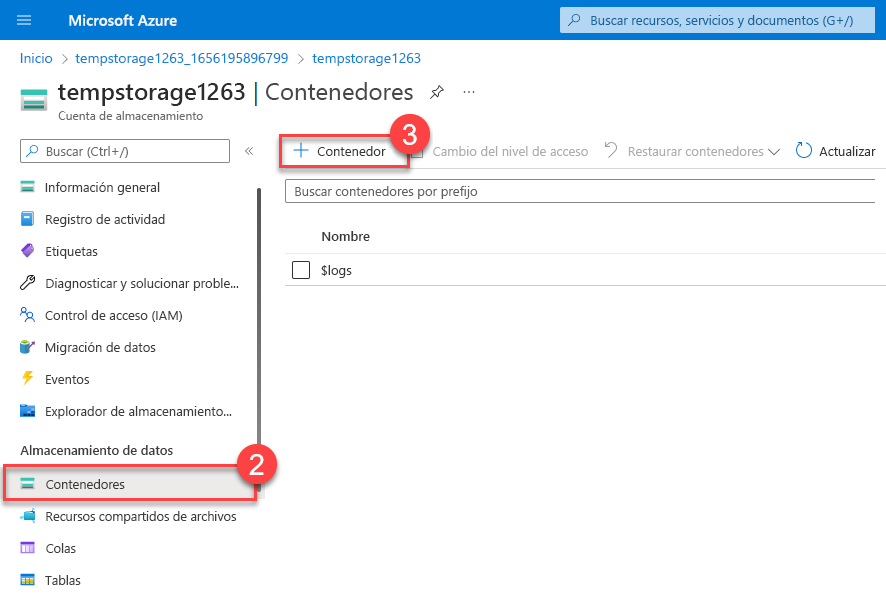 Microsoft Azure
Buscar recursos, servicios y documentos (G+/)
Inicio > tempstorage1263_1656195896799 > tempstorage1263
tempstorage1263 | Contenedores
Cuenta de almacenamiento
Buscar (Ctrl+/)
Información general
Registro de actividad
Etiquetas
Diagnosticar y solucionar proble...
Control de acceso (IAM)
Migración de datos
Eventos
Explorador de almacenamiento...
Almacenamiento de datos
2
Contenedores
Recursos compartidos de archivos
Colas
Tablas
3
Contenedor
Cambio del nivel de acceso
Restaurar contenedores
Actualizar
Buscar contenedores por prefijo
Nombre
$logs